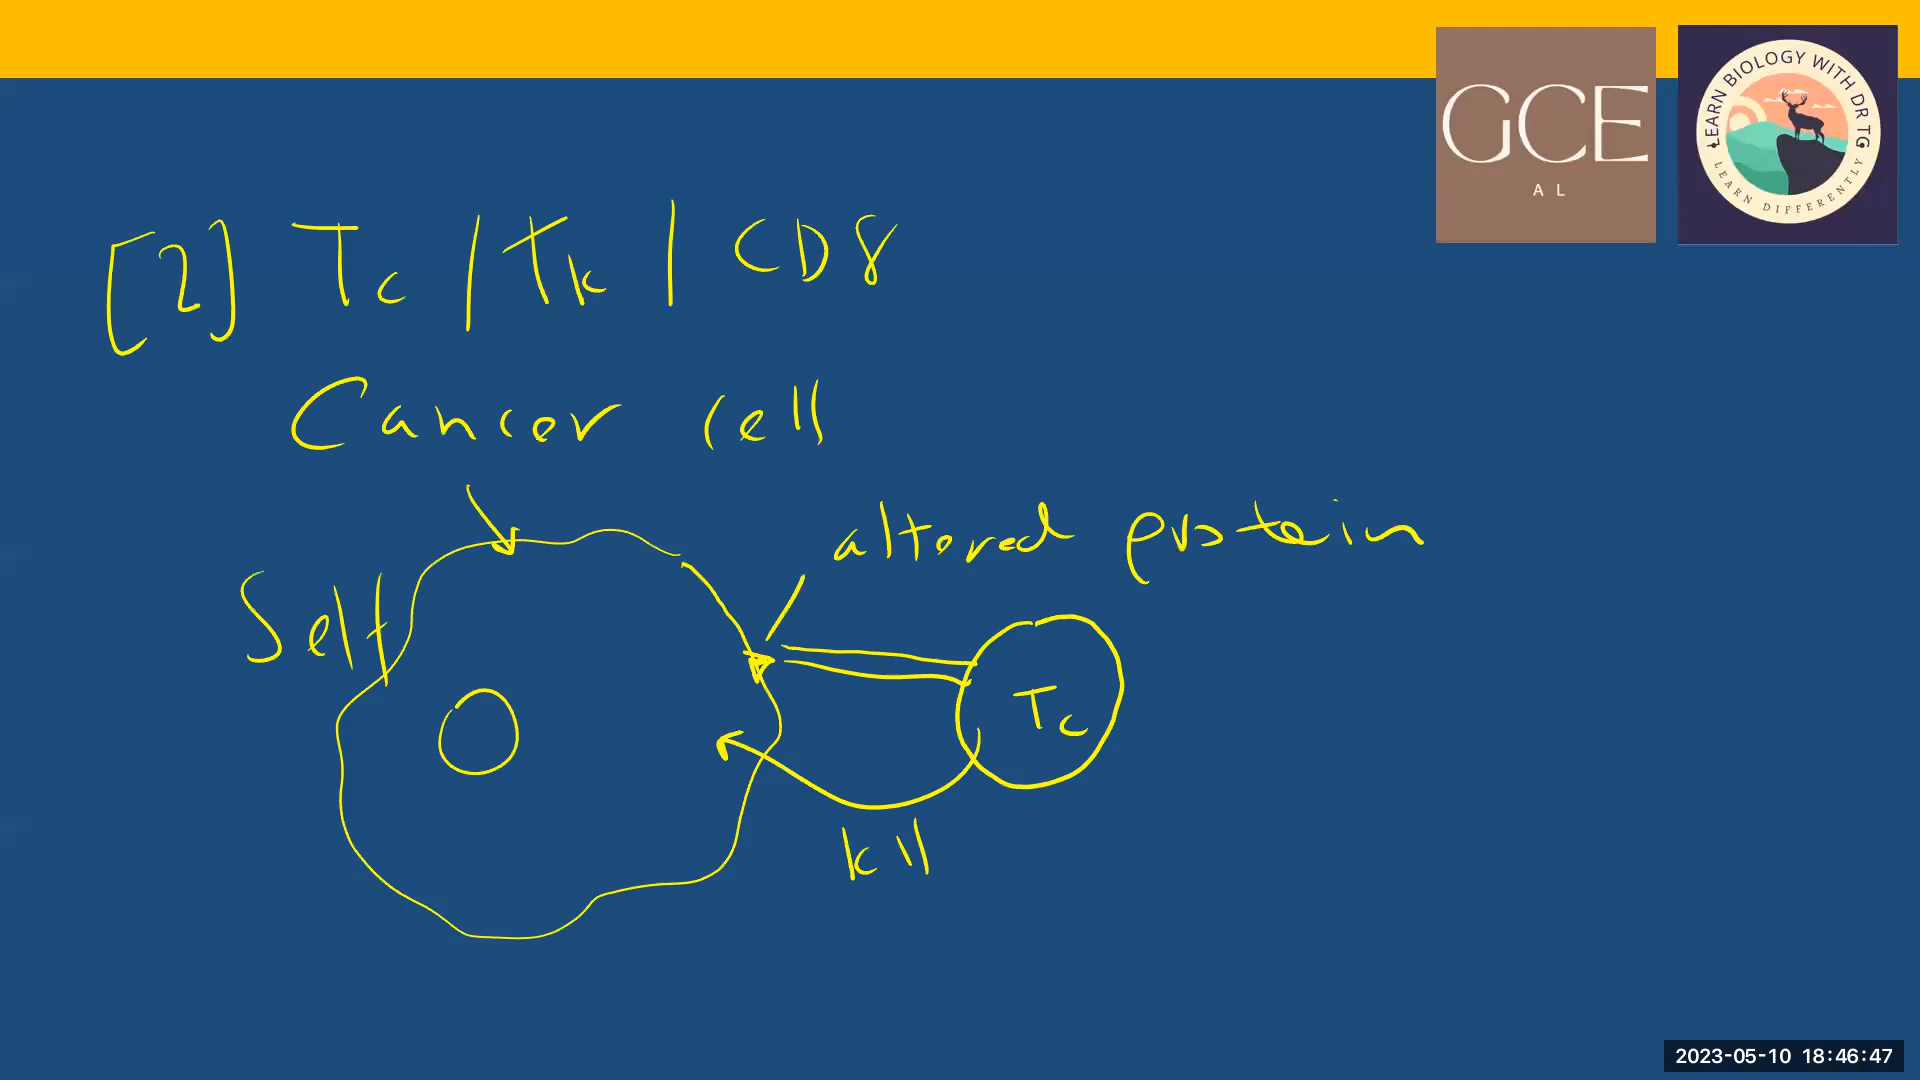 GCE
A L
LEARN BIOLOGY WITH DR TG
LEARN DIFFERENTLY
[2] Tc / Tk / CD8
Cancer cell
altered protein
Self
Tc
kill
2023-05-10 18:46:47